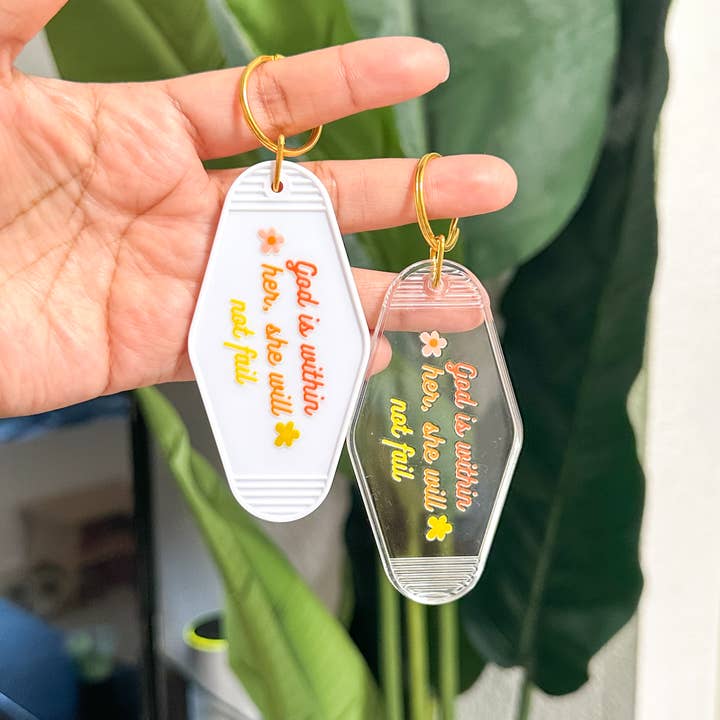 God is within
her, she will
not fail
God is within
her, she will
not fail